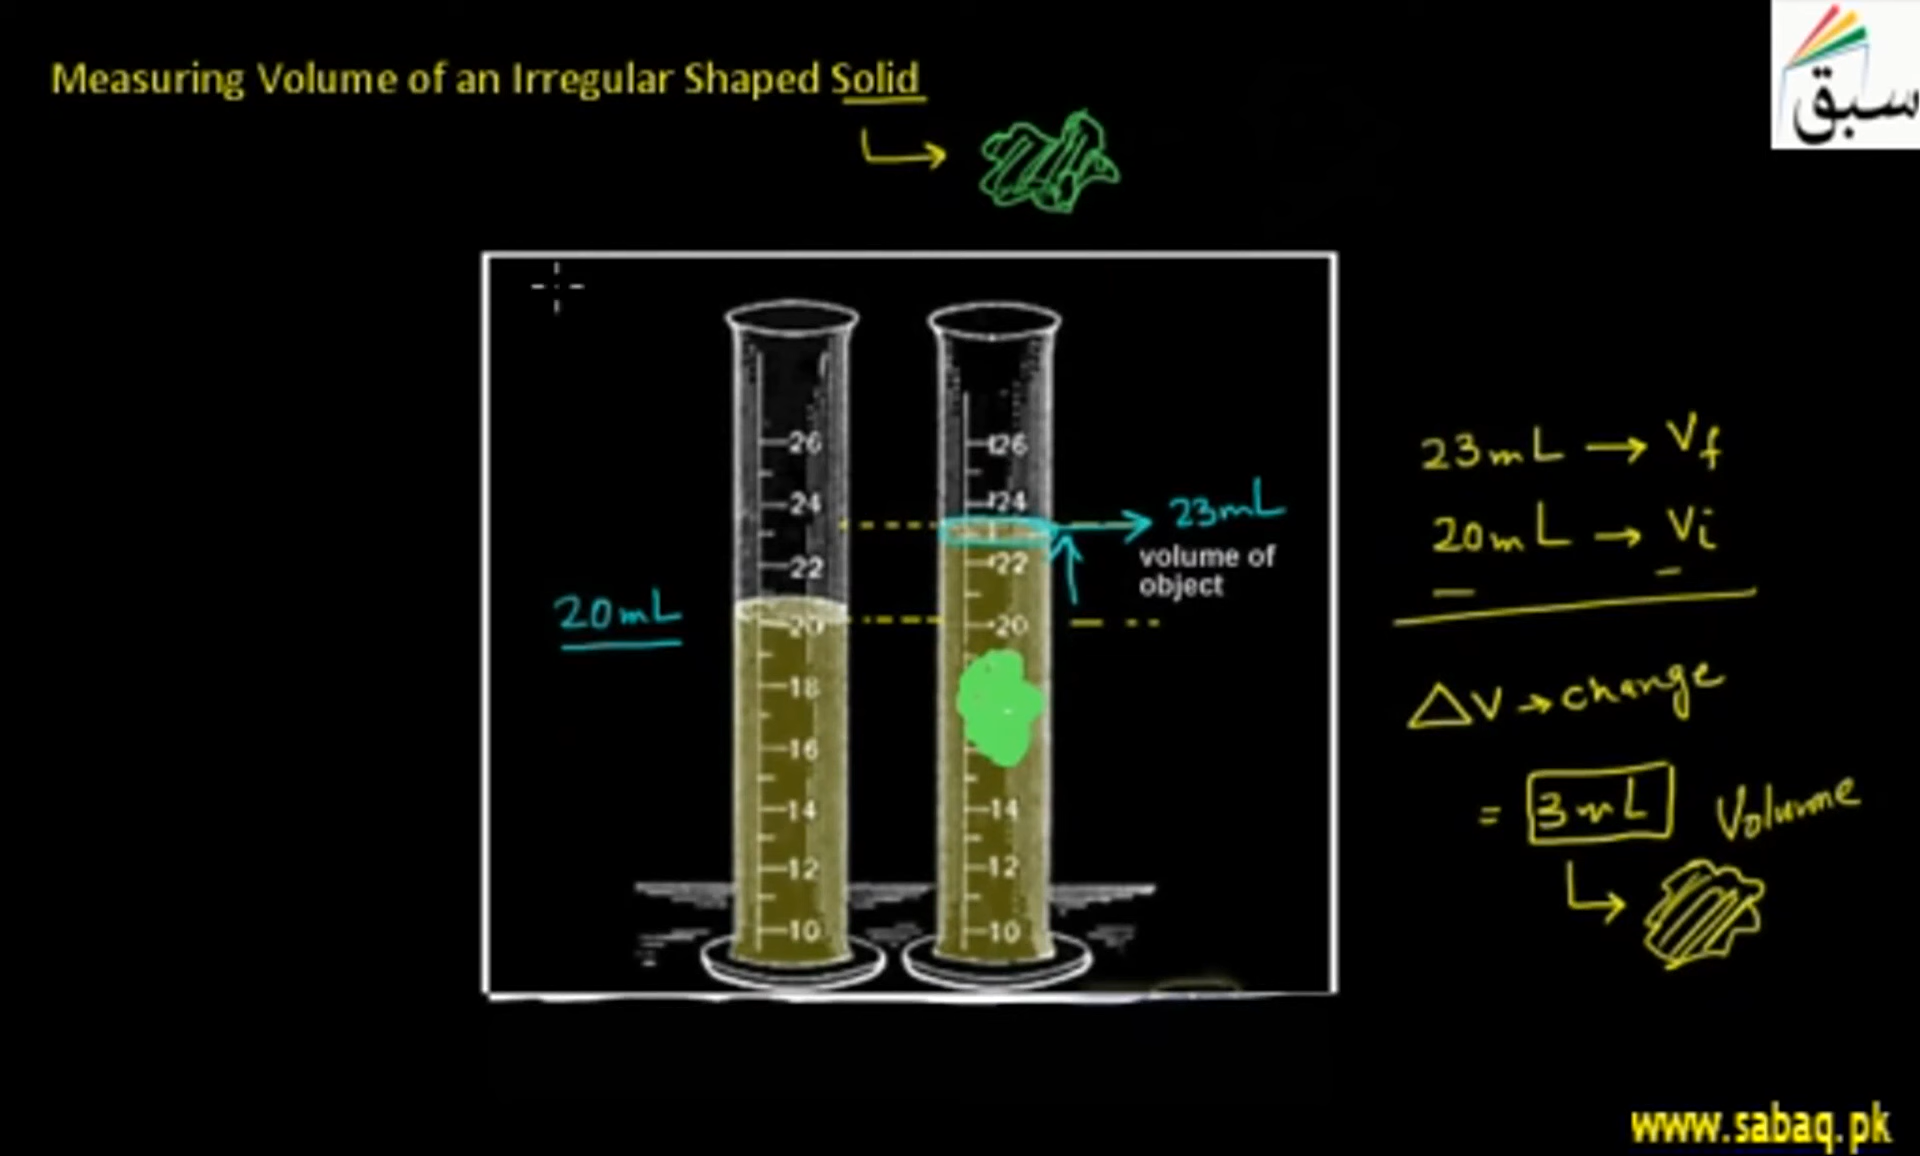 Measuring Volume of an Irregular Shaped Solid
سبق
26
24
22
20
18
16
14
12
10
26
24
22
20
14
12
10
20mL
23mL
volume of
object
23mL → Vf
20mL → Vi
–
ΔV → change
= 3mL Volume
www.sabaq.pk